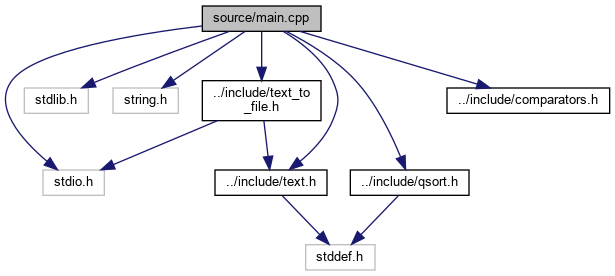 source/main.cpp
stdlib.h
string.h
../include/text_to
_file.h
../include/comparators.h
stdio.h
../include/text.h
../include/qsort.h
stddef.h